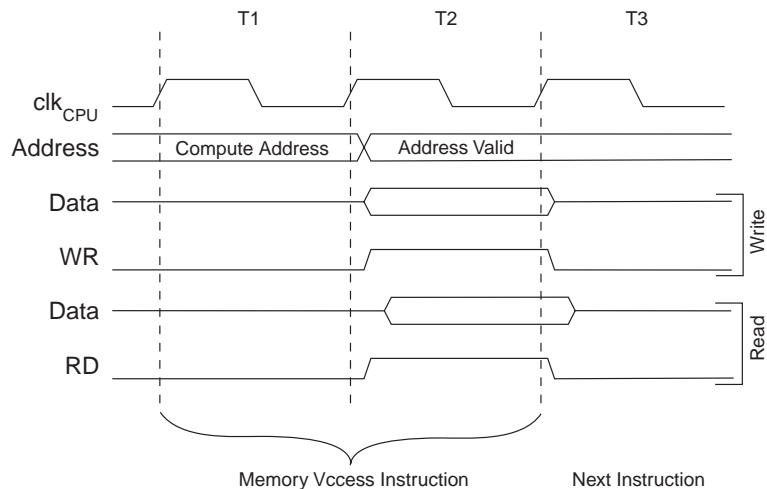 T1 T2 T3
clkCPU
Address Compute Address Address Valid
Data
WR
Write
Data
RD
Read
Memory Vccess Instruction Next Instruction